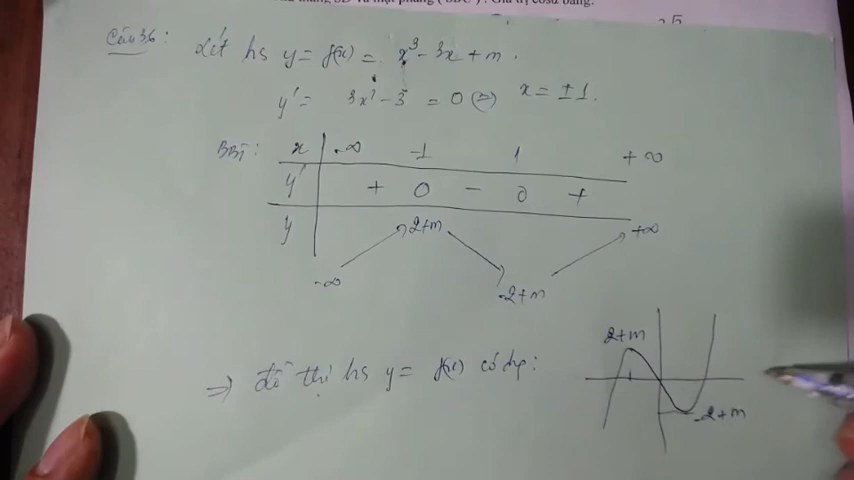 Câu 36 : Xét hs y = f(x) = x³ - 3x + m .
y' = 3x² - 3 = 0 ⇔ x = ±1.
BBT : x -∞ -1 1 +∞
y' + 0 - 0 +
y -∞ 2+m -2+m +∞
2+m
⇒ đồ thị hs y = f(x) có :
-2+m